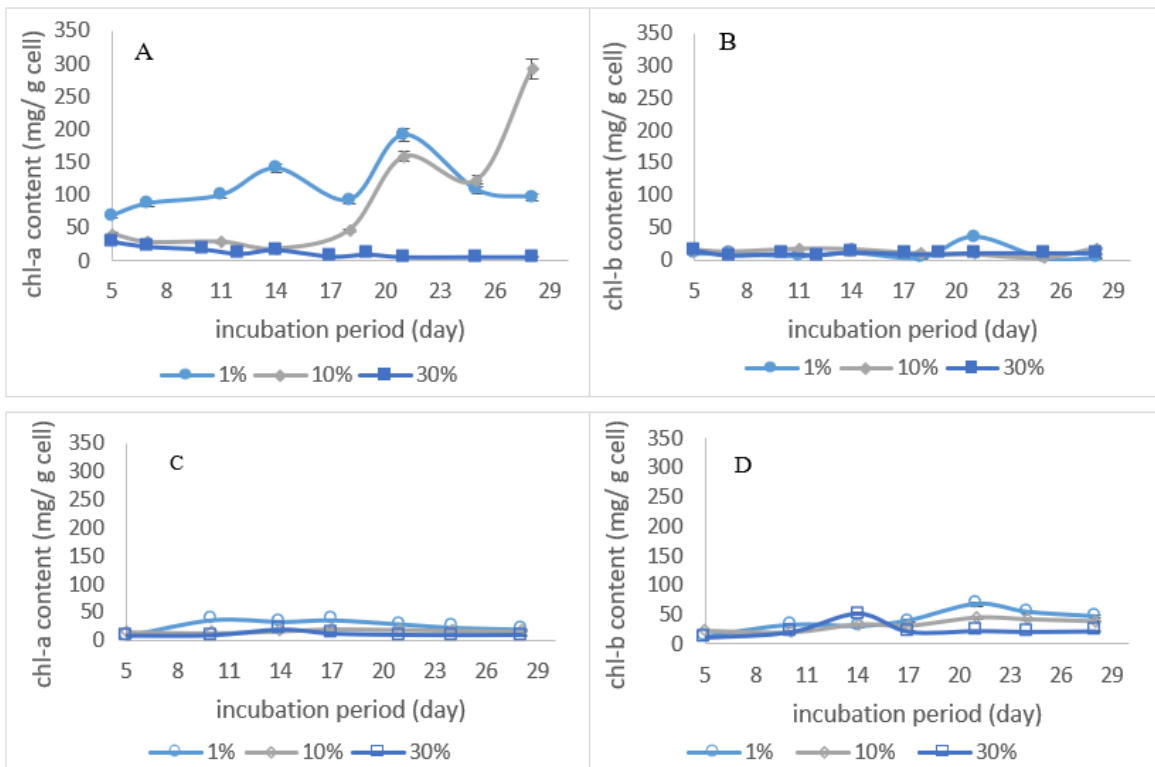 A
chl-a content (mg/ g cell)
350
300
250
200
150
100
50
0
5 8 11 14 17 20 23 26 29
incubation period (day)
1% 10% 30%
B
chl-b content (mg/ g cell)
350
300
250
200
150
100
50
0
5 8 11 14 17 20 23 26 29
incubation period (day)
1% 10% 30%
C
chl-a content (mg/ g cell)
350
300
250
200
150
100
50
0
5 8 11 14 17 20 23 26 29
incubation period (day)
1% 10% 30%
D
chl-b content (mg/ g cell)
350
300
250
200
150
100
50
0
5 8 11 14 17 20 23 26 29
incubation period (day)
1% 10% 30%